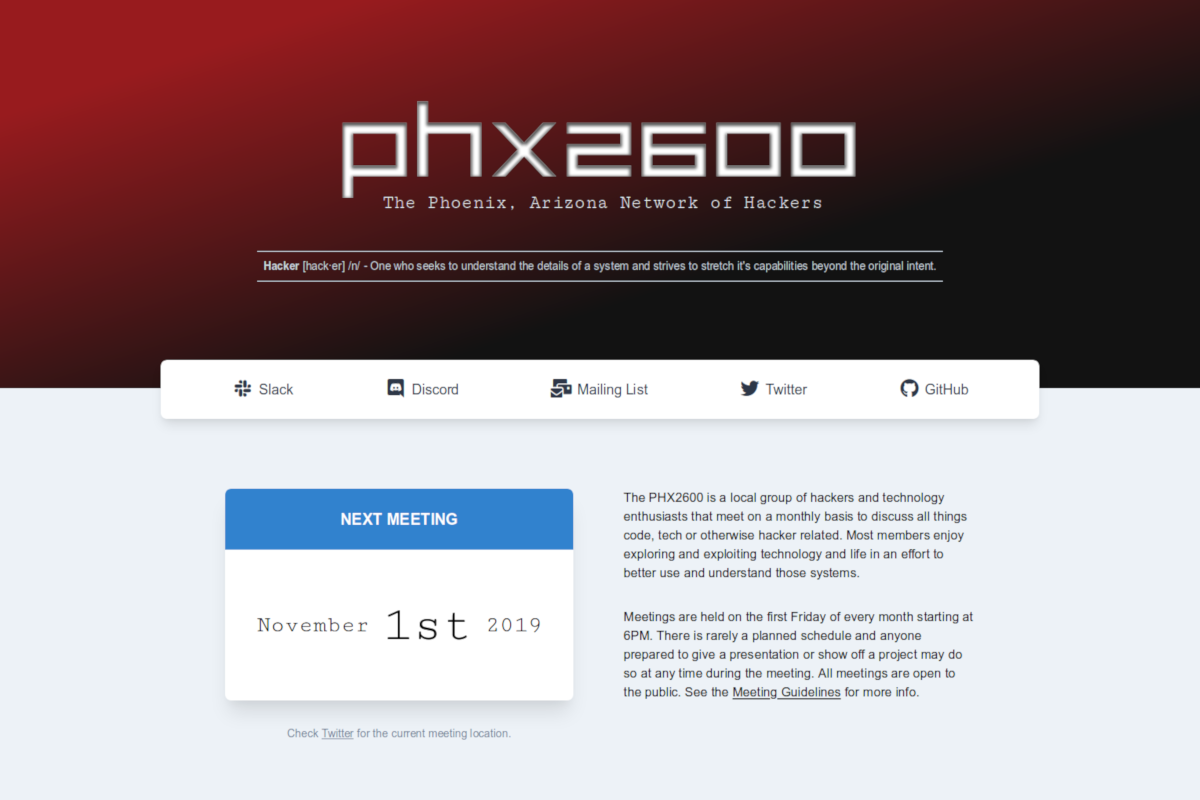 phx2600
The Phoenix, Arizona Network of Hackers
Hacker [hack·er] /n/ - One who seeks to understand the details of a system and strives to stretch it's capabilities beyond the original intent.
Slack
Discord
Mailing List
Twitter
GitHub
NEXT MEETING
November 1st 2019
Check Twitter for the current meeting location.
The PHX2600 is a local group of hackers and technology
enthusiasts that meet on a monthly basis to discuss all things
code, tech or otherwise hacker related. Most members enjoy
exploring and exploiting technology and life in an effort to
better use and understand those systems.
Meetings are held on the first Friday of every month starting at
6PM. There is rarely a planned schedule and anyone
prepared to give a presentation or show off a project may do
so at any time during the meeting. All meetings are open to
the public. See the Meeting Guidelines for more info.